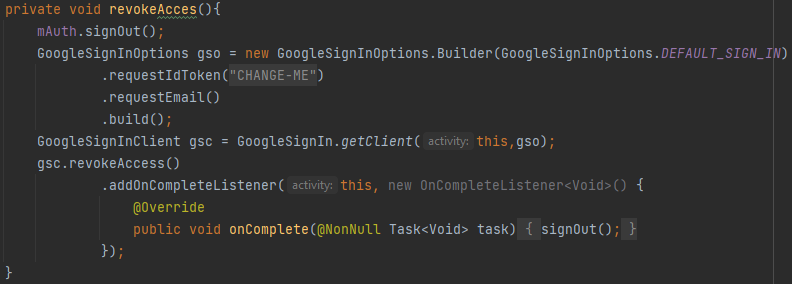 private void revokeAcces(){
mAuth.signOut();
GoogleSignInOptions gso = new GoogleSignInOptions.Builder(GoogleSignInOptions.DEFAULT_SIGN_IN)
.requestIdToken("CHANGE-ME")
.requestEmail()
.build();
GoogleSignInClient gsc = GoogleSignIn.getClient( activity: this,gso);
gsc.revokeAccess()
.addOnCompleteListener( activity: this, new OnCompleteListener<Void>() {
@Override
public void onComplete(@NonNull Task<Void> task) { signOut(); }
});
}